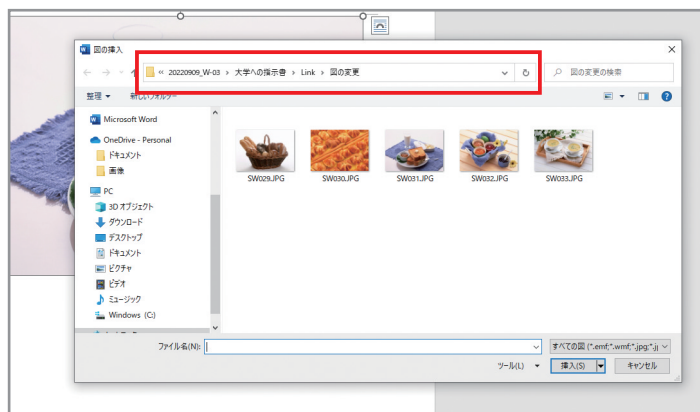 図の挿入
« 20220909_W-03 › 大学への指示書 › Link › 図の変更
図の変更の検索
整理
新しいフォルダー
Microsoft Word
OneDrive - Personal
ドキュメント
画像
PC
3D オブジェクト
ダウンロード
デスクトップ
ドキュメント
ピクチャ
ビデオ
ミュージック
Windows (C:)
SW029.JPG
SW030.JPG
SW031.JPG
SW032.JPG
SW033.JPG
ファイル名(N):
すべての図 (*.emf;*.wmf;*.jpg;*.j
ツール(L)
挿入(S)
キャンセル